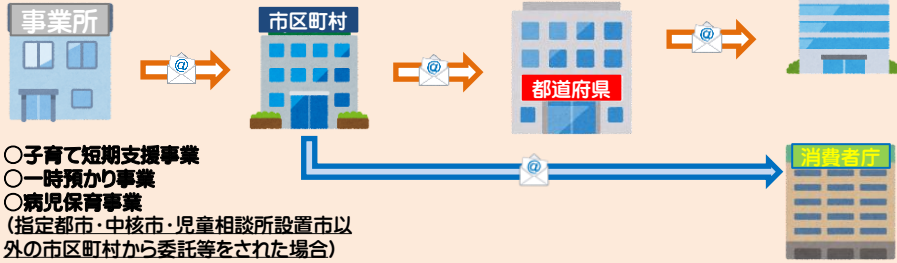 事業所
市区町村
@
@
@
都道府県
@
消費者庁
〇子育て短期支援事業
〇一時預かり事業
〇病児保育事業
(指定都市・中核市・児童相談所設置市以
外の市区町村から委託等をされた場合)